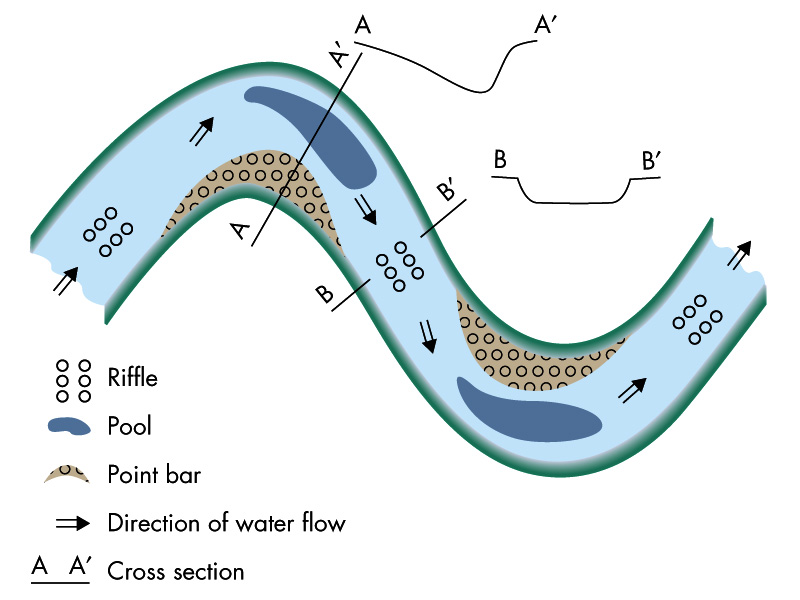 A A′
A′
A
B B′
B′
B
Riffle
Pool
Point bar
Direction of water flow
A A′ Cross section